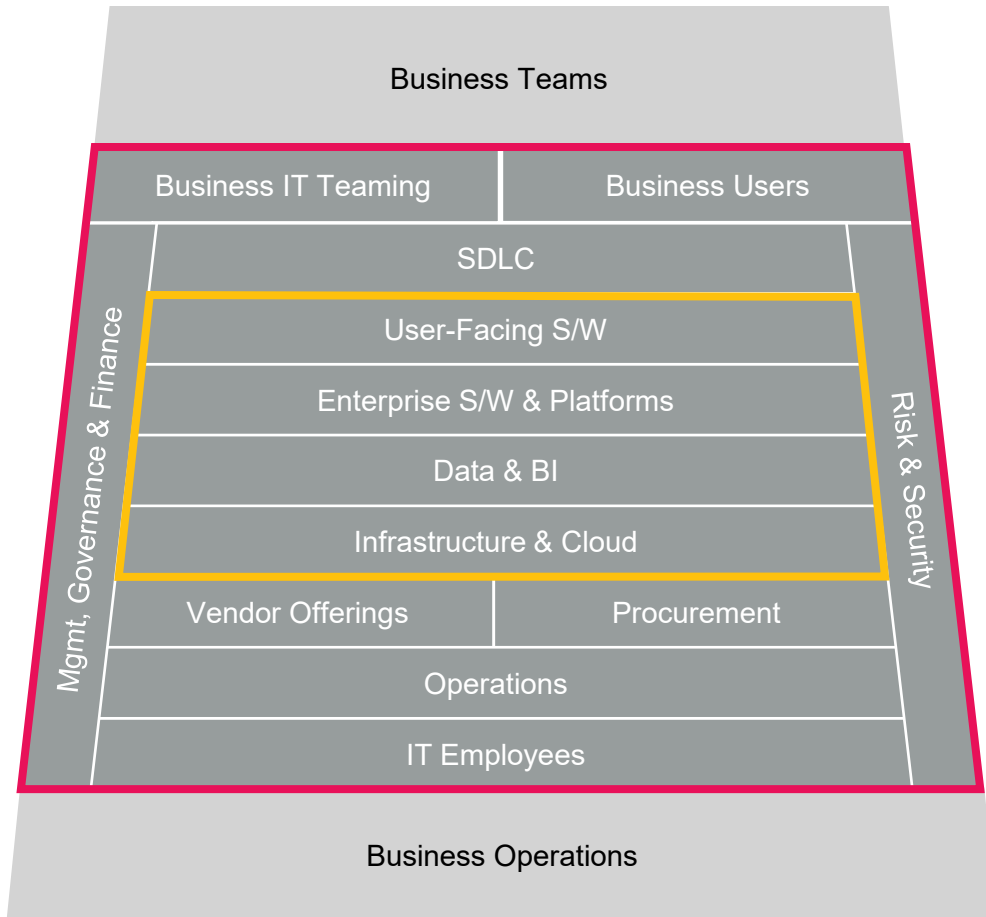 Business Teams
Business IT Teaming
Business Users
SDLC
User-Facing S/W
Enterprise S/W & Platforms
Data & BI
Infrastructure & Cloud
Mgmt, Governance & Finance
Risk & Security
Vendor Offerings
Procurement
Operations
IT Employees
Business Operations